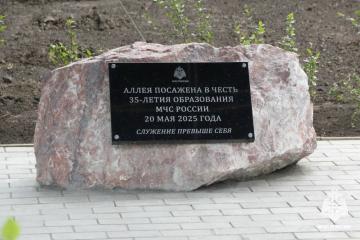 АЛЛЕЯ ПОСАЖЕНА В ЧЕСТЬ
35-ЛЕТИЯ ОБРАЗОВАНИЯ
МЧС РОССИИ
20 МАЯ 2025 ГОДА
СЛУЖЕНИЕ ПРЕВЫШЕ СЕБЯ